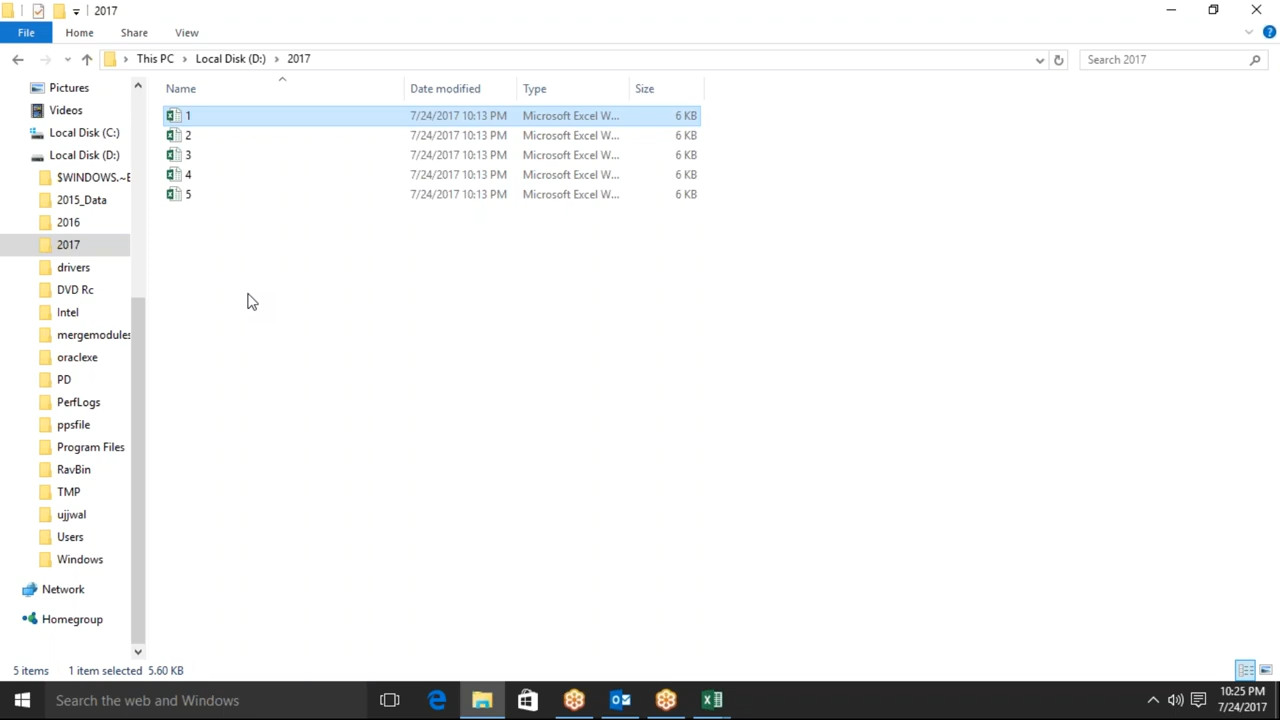 2017
File Home Share View
This PC Local Disk (D:) 2017
Search 2017
Name Date modified Type Size
1 7/24/2017 10:13 PM Microsoft Excel W... 6 KB
2 7/24/2017 10:13 PM Microsoft Excel W... 6 KB
3 7/24/2017 10:13 PM Microsoft Excel W... 6 KB
4 7/24/2017 10:13 PM Microsoft Excel W... 6 KB
5 7/24/2017 10:13 PM Microsoft Excel W... 6 KB
Pictures
Videos
Local Disk (C:)
Local Disk (D:)
$WINDOWS.~E
2015_Data
2016
2017
drivers
DVD Rc
Intel
mergemodules
oraclexe
PD
PerfLogs
ppsfile
Program Files
RavBin
TMP
ujjwal
Users
Windows
Network
Homegroup
5 items 1 item selected 5.60 KB
Search the web and Windows
10:25 PM
7/24/2017